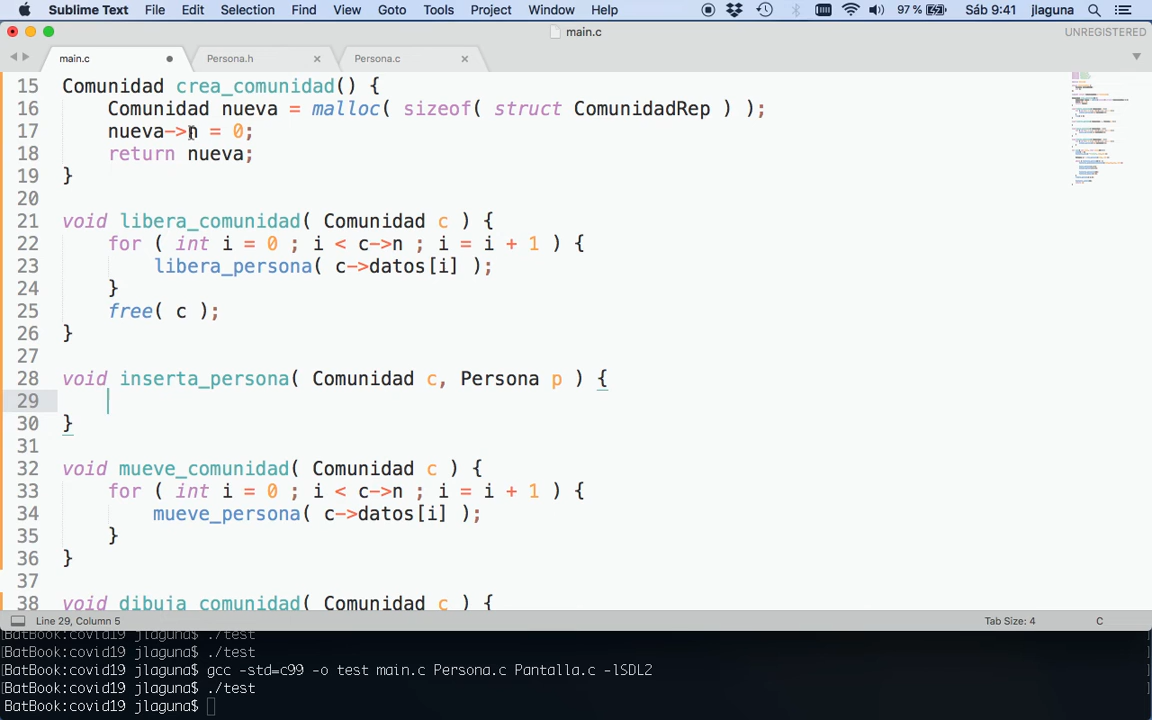 Sublime Text File Edit Selection Find View Goto Tools Project Window Help 97 % Sáb 9:41 jlaguna
main.c
UNREGISTERED
main.c Persona.h Persona.c
15 Comunidad crea_comunidad() {
16 Comunidad nueva = malloc( sizeof( struct ComunidadRep ) );
17 nueva->n = 0;
18 return nueva;
19 }
20
21 void libera_comunidad( Comunidad c ) {
22 for ( int i = 0 ; i < c->n ; i = i + 1 ) {
23 libera_persona( c->datos[i] );
24 }
25 free( c );
26 }
27
28 void inserta_persona( Comunidad c, Persona p ) {
29
30 }
31
32 void mueve_comunidad( Comunidad c ) {
33 for ( int i = 0 ; i < c->n ; i = i + 1 ) {
34 mueve_persona( c->datos[i] );
35 }
36 }
37
38 void dibuja_comunidad( Comunidad c ) {
Line 29, Column 5 Tab Size: 4 C
[BatBook:covid19 jlaguna$ ./test ]
[BatBook:covid19 jlaguna$ ./test ]
[BatBook:covid19 jlaguna$ gcc -std=c99 -o test main.c Persona.c Pantalla.c -lSDL2 ]
[BatBook:covid19 jlaguna$ ./test ]
BatBook:covid19 jlaguna$